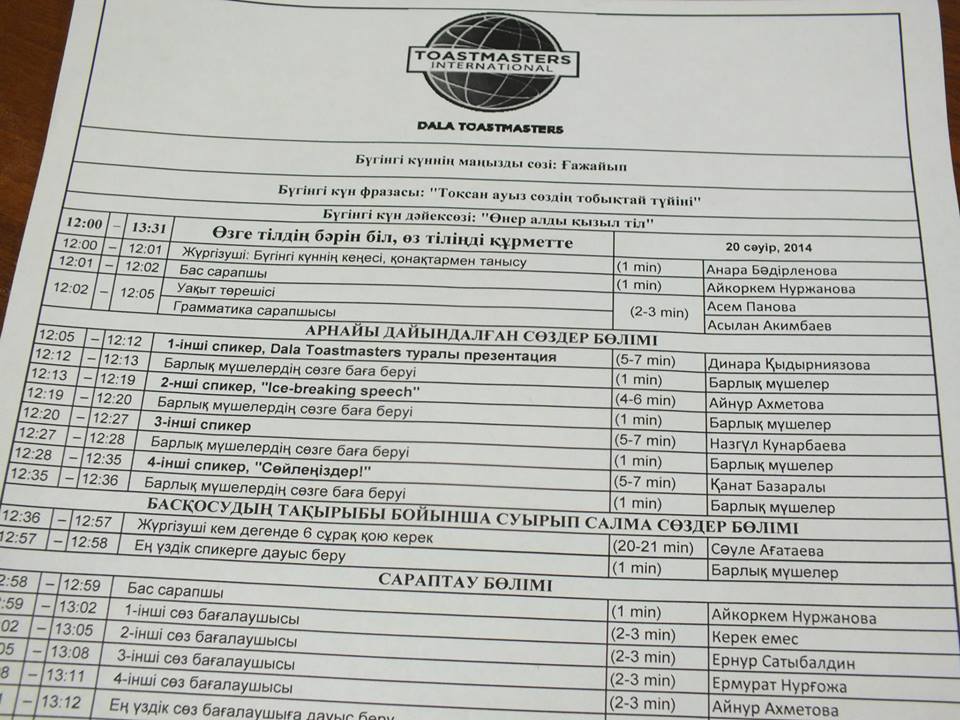 TOASTMASTERS
INTERNATIONAL
DALA TOASTMASTERS
Бүгінгі күннің маңызды сөзі: Ғажайып
Бүгінгі күн фразасы: "Тоқсан ауыз сөздің тобықтай түйіні"
Бүгінгі күн дәйексөзі: "Өнер алды қызыл тіл"
12:00 – 13:31 Өзге тілдің бәрін біл, өз тіліңді құрметте 20 сәуір, 2014
12:00 – 12:01 Жүргізуші: Бүгінгі күннің кеңесі, қонақтармен танысу (1 min) Анара Бәдірленова
12:01 – 12:02 Бас сарапшы (1 min) Айкоркем Нуржанова
12:02 – 12:05 Уақыт төрешісі (2-3 min) Асем Панова
Грамматика сарапшысы Асылан Акимбаев
АРНАЙЫ ДАЙЫНДАЛҒАН СӨЗДЕР БӨЛІМІ
12:05 – 12:12 1-інші спикер, Dala Toastmasters туралы презентация (5-7 min) Динара Қыдырниязова
12:12 – 12:13 Барлық мүшелердің сөзге баға беруі (1 min) Барлық мүшелер
12:13 – 12:19 2-нші спикер, "Ice-breaking speech" (4-6 min) Айнур Ахметова
12:19 – 12:20 Барлық мүшелердің сөзге баға беруі (1 min) Барлық мүшелер
12:20 – 12:27 3-інші спикер (5-7 min) Назгүл Кунарбаева
12:27 – 12:28 Барлық мүшелердің сөзге баға беруі (1 min) Барлық мүшелер
12:28 – 12:35 4-інші спикер, "Сөйлеңіздер!" (5-7 min) Қанат Базаралы
12:35 – 12:36 Барлық мүшелердің сөзге баға беруі (1 min) Барлық мүшелер
БАСҚОСУДЫҢ ТАҚЫРЫБЫ БОЙЫНША СУЫРЫП САЛМА СӨЗДЕР БӨЛІМІ
12:36 – 12:57 Жүргізуші кем дегенде 6 сұрақ қою керек (20-21 min) Сәуле Ағатаева
12:57 – 12:58 Ең үздік спикерге дауыс беру (1 min) Барлық мүшелер
САРАПТАУ БӨЛІМІ
2:58 – 12:59 Бас сарапшы (1 min) Айкоркем Нуржанова
:59 – 13:02 1-інші сөз бағалаушысы (2-3 min) Керек емес
02 – 13:05 2-інші сөз бағалаушысы (2-3 min) Ернур Сатыбалдин
05 – 13:08 3-інші сөз бағалаушысы (2-3 min) Ермурат Нурғожа
08 – 13:11 4-інші сөз бағалаушысы (2-3 min) Айнур Ахметова
1 – 13:12 Ең үздік сөз бағалаушыға дауыс беру